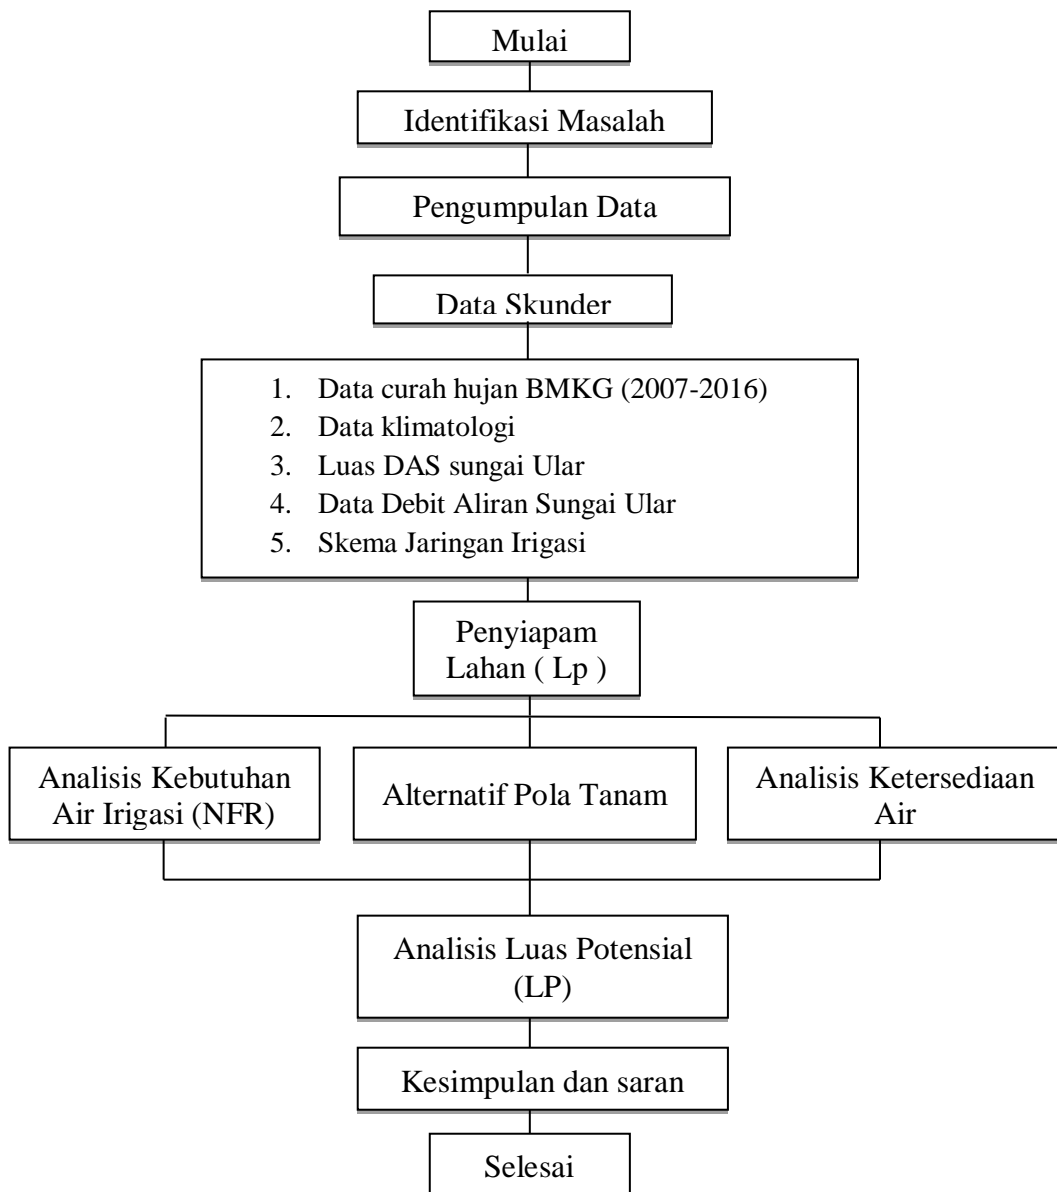 Mulai
Identifikasi Masalah
Pengumpulan Data
Data Skunder
1. Data curah hujan BMKG (2007-2016)
2. Data klimatologi
3. Luas DAS sungai Ular
4. Data Debit Aliran Sungai Ular
5. Skema Jaringan Irigasi
Penyiapam
Lahan ( Lp )
Analisis Kebutuhan
Air Irigasi (NFR)
Alternatif Pola Tanam
Analisis Ketersediaan
Air
Analisis Luas Potensial
(LP)
Kesimpulan dan saran
Selesai